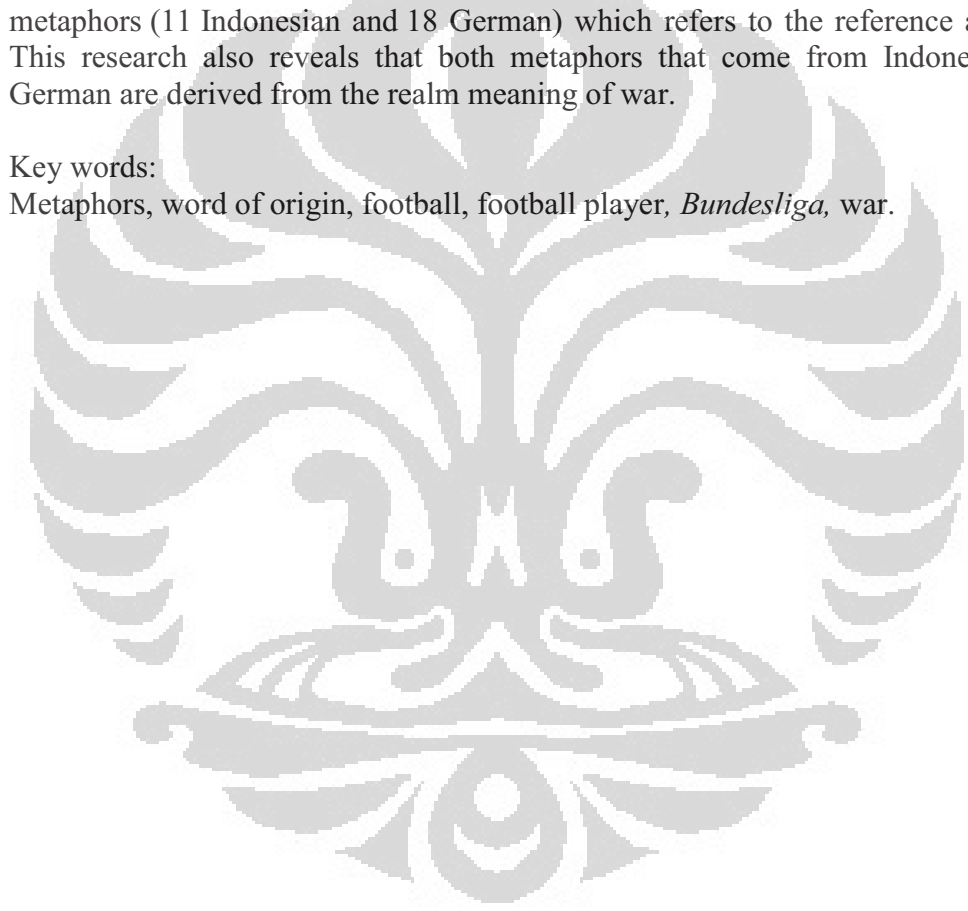 metaphors (11 Indonesian and 18 German) which refers to the reference
This research also reveals that both metaphors that come from
German are derived from the realm meaning of war.
Key words:
Metaphors, word of origin, football, football player, Bundesliga, war.